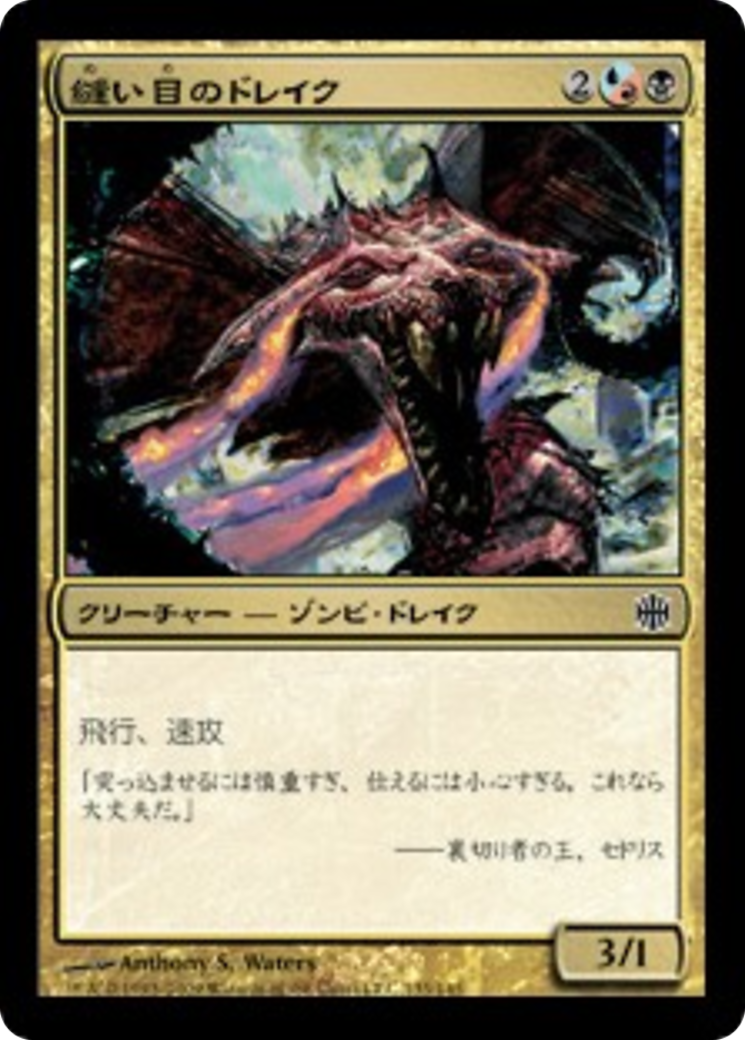 縫い目のドレイク
2
クリーチャー — ゾンビ・ドレイク
飛行、速攻
「突っ込ませるには慎重すぎ、仕えるには小心すぎる。これなら
大丈夫だ。」
——裏切り者の王、セドリス
3/1
Anthony S. Waters